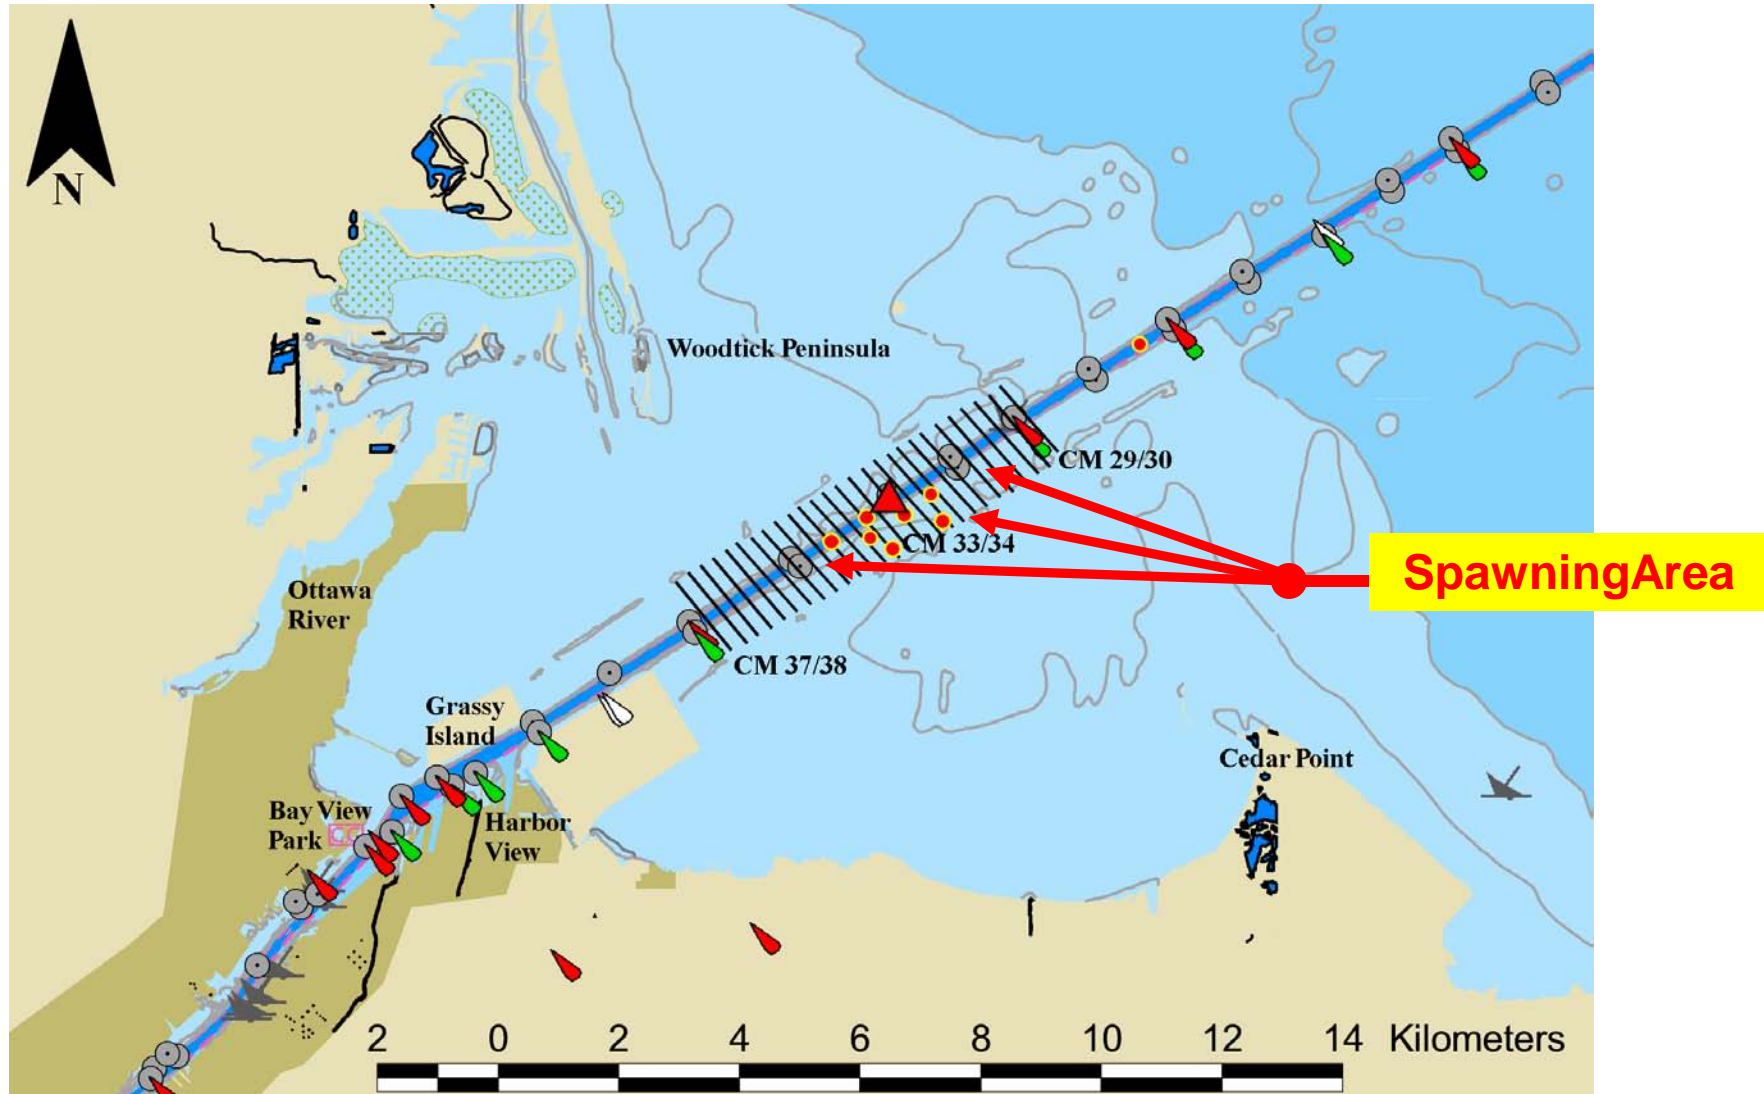 N
Woodtick Peninsula
CM 29/30
CM 33/34
SpawningArea
Ottawa
River
CM 37/38
Grassy
Island
Cedar Point
Bay View
Park
Harbor
View
2 0 2 4 6 8 10 12 14 Kilometers